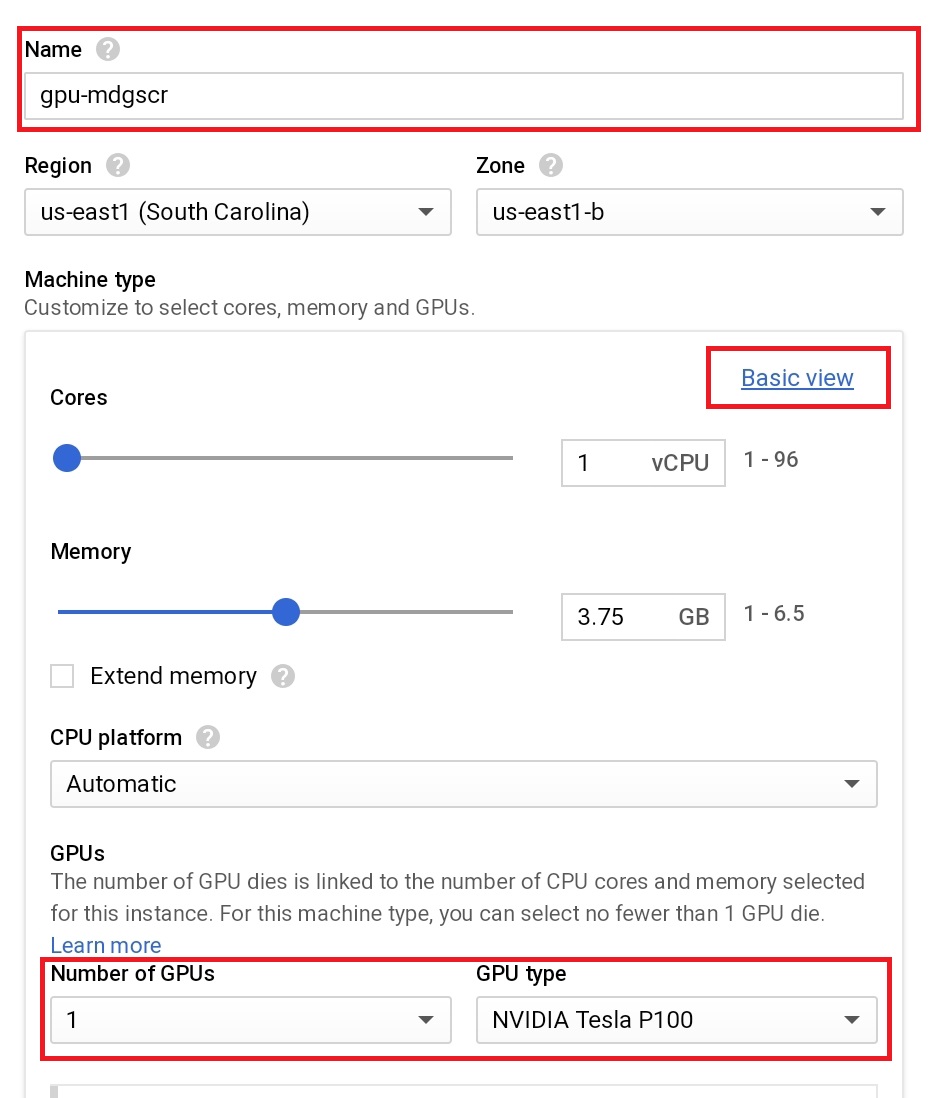 Name ?
gpu-mdgscr
Region ? Zone ?
us-east1 (South Carolina) us-east1-b
Machine type
Customize to select cores, memory and GPUs.
Basic view
Cores
1 vCPU 1 - 96
Memory
3.75 GB 1 - 6.5
Extend memory ?
CPU platform ?
Automatic
GPUs
The number of GPU dies is linked to the number of CPU cores and memory selected
for this instance. For this machine type, you can select no fewer than 1 GPU die.
Learn more
Number of GPUs GPU type
1 NVIDIA Tesla P100